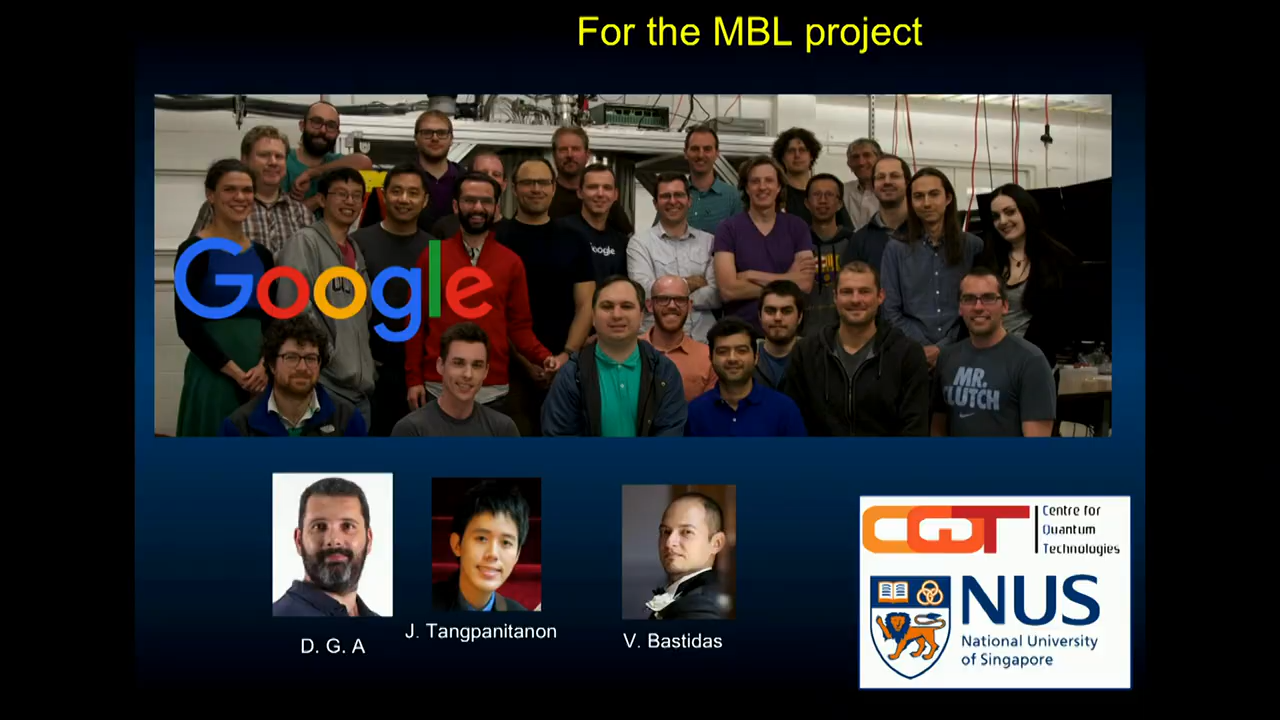 For the MBL project
Google
Google
MR.
CLUTCH
D. G. A
J. Tangpanitanon
V. Bastidas
CQT
Centre for
Quantum
Technologies
NUS
National University
of Singapore